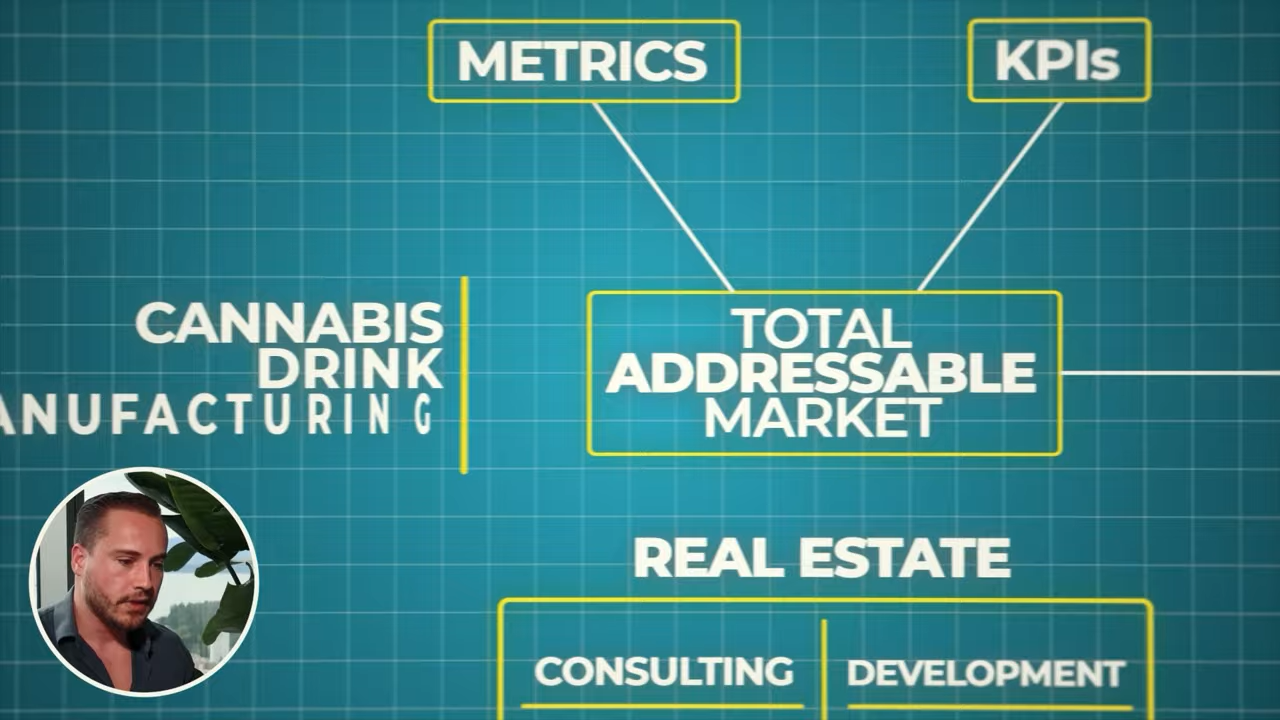 METRICS
KPIs
CANNABIS
DRINK
ANUFACTURING
TOTAL
ADDRESSABLE
MARKET
REAL ESTATE
CONSULTING
DEVELOPMENT